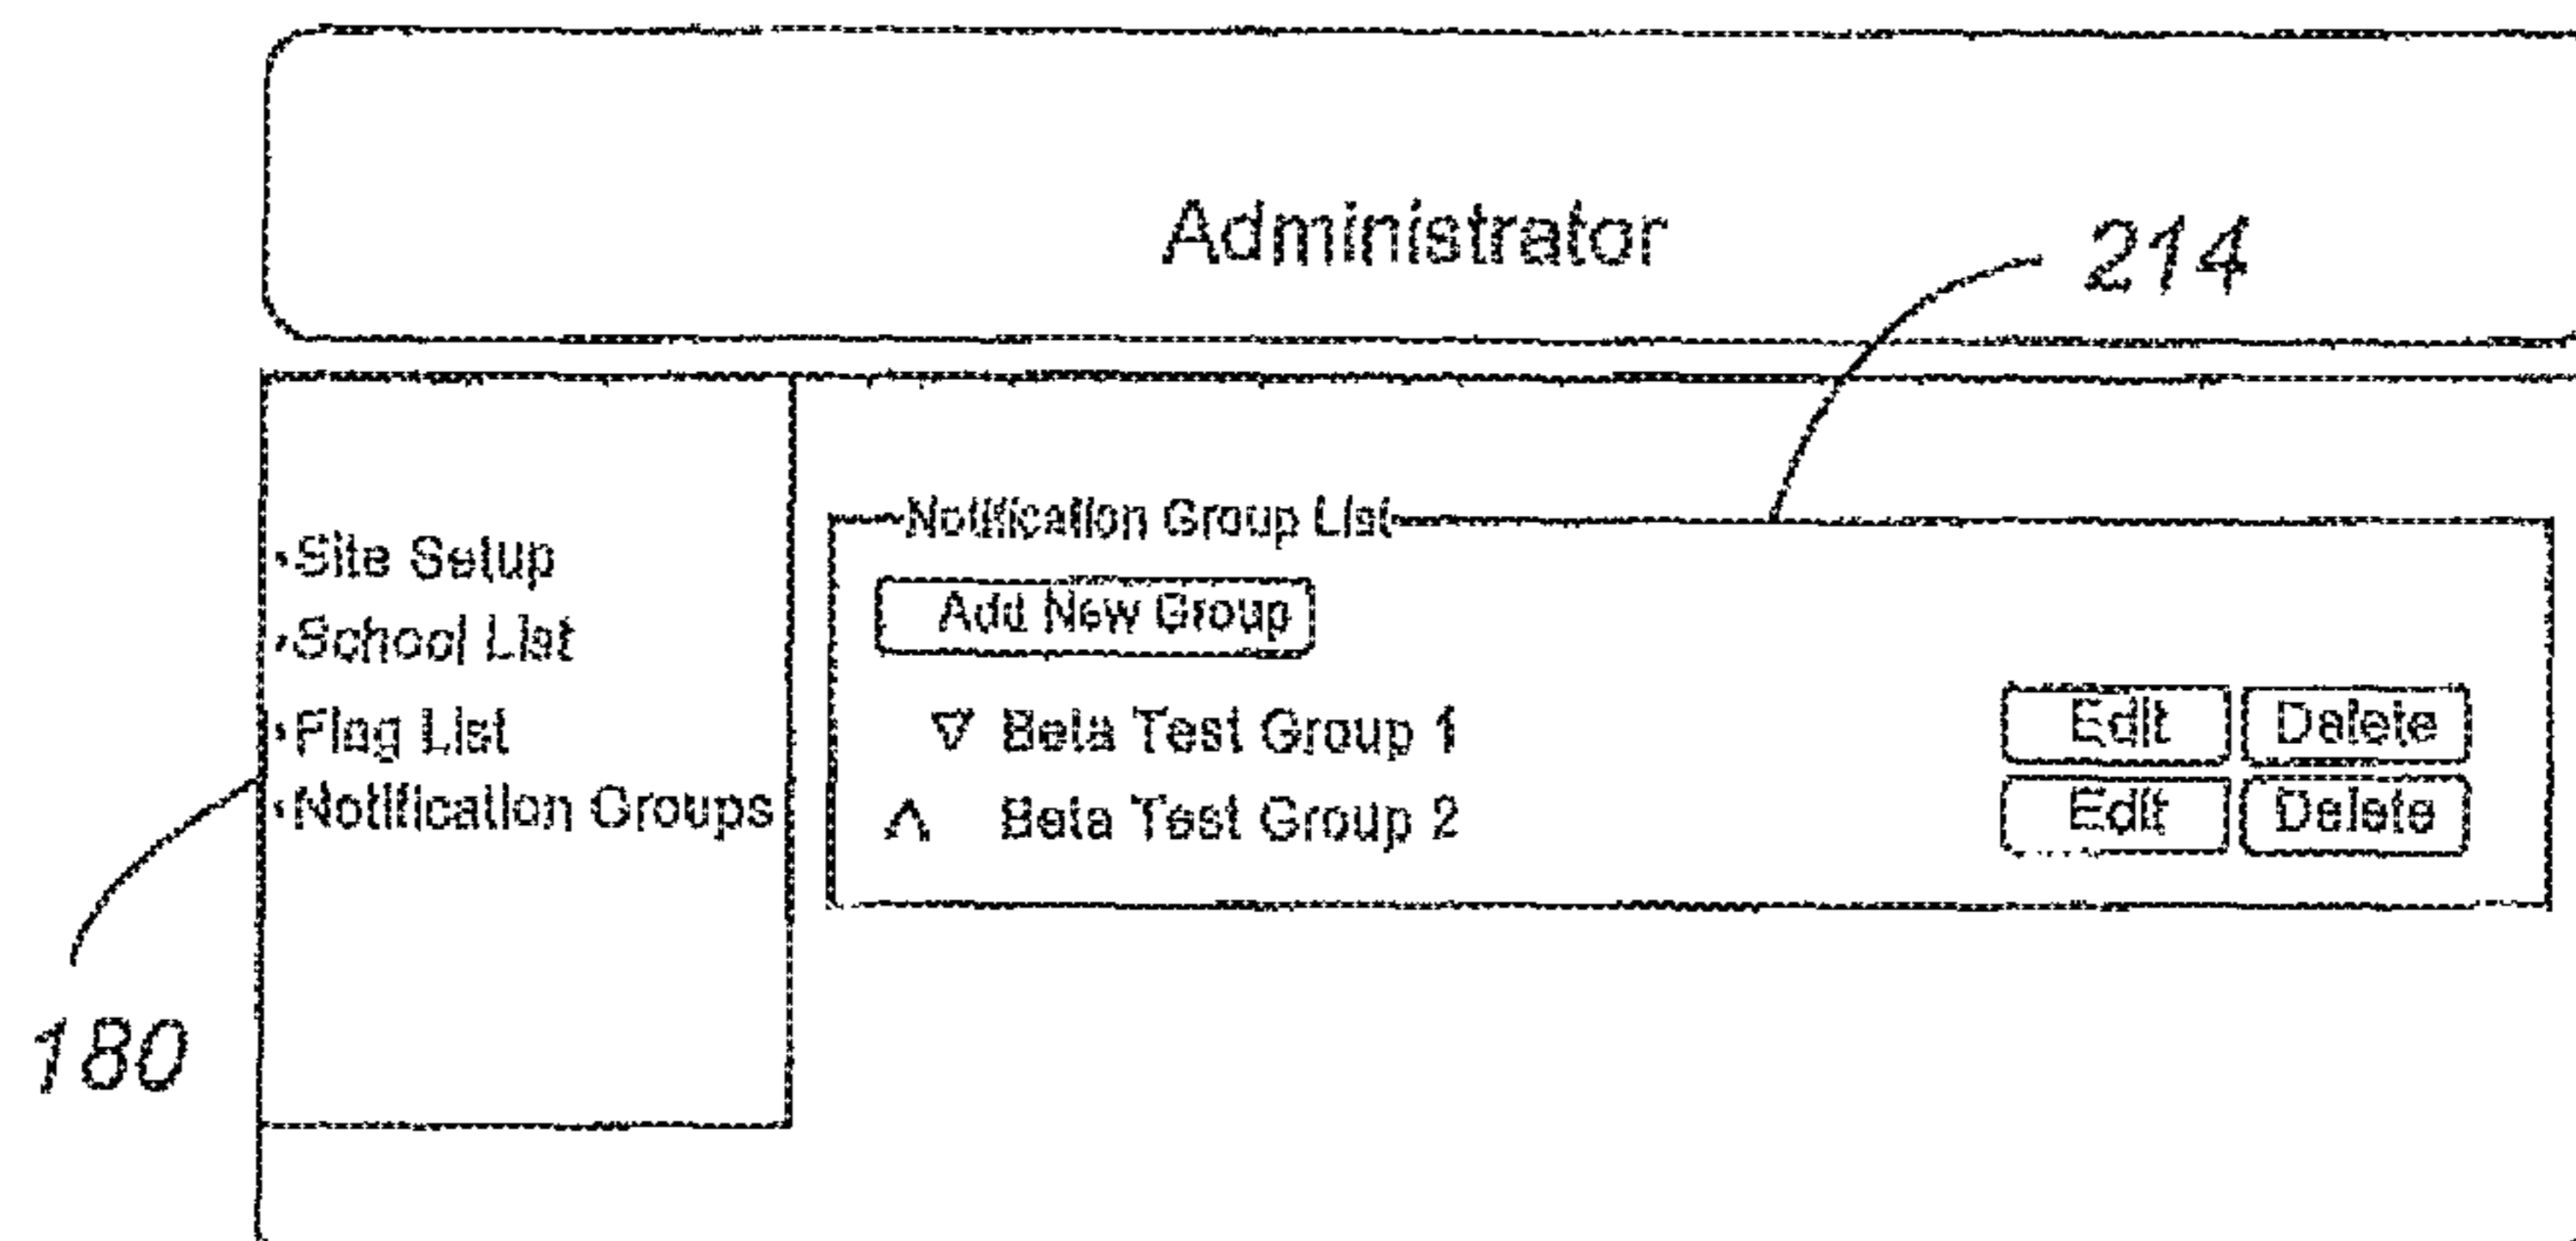 Administrator
214
Notification Group List
Add New Group
▽ Beta Test Group 1 Edit Delete
∧ Beta Test Group 2 Edit Delete
•Site Setup
•School List
•Flag List
•Notification Groups
180